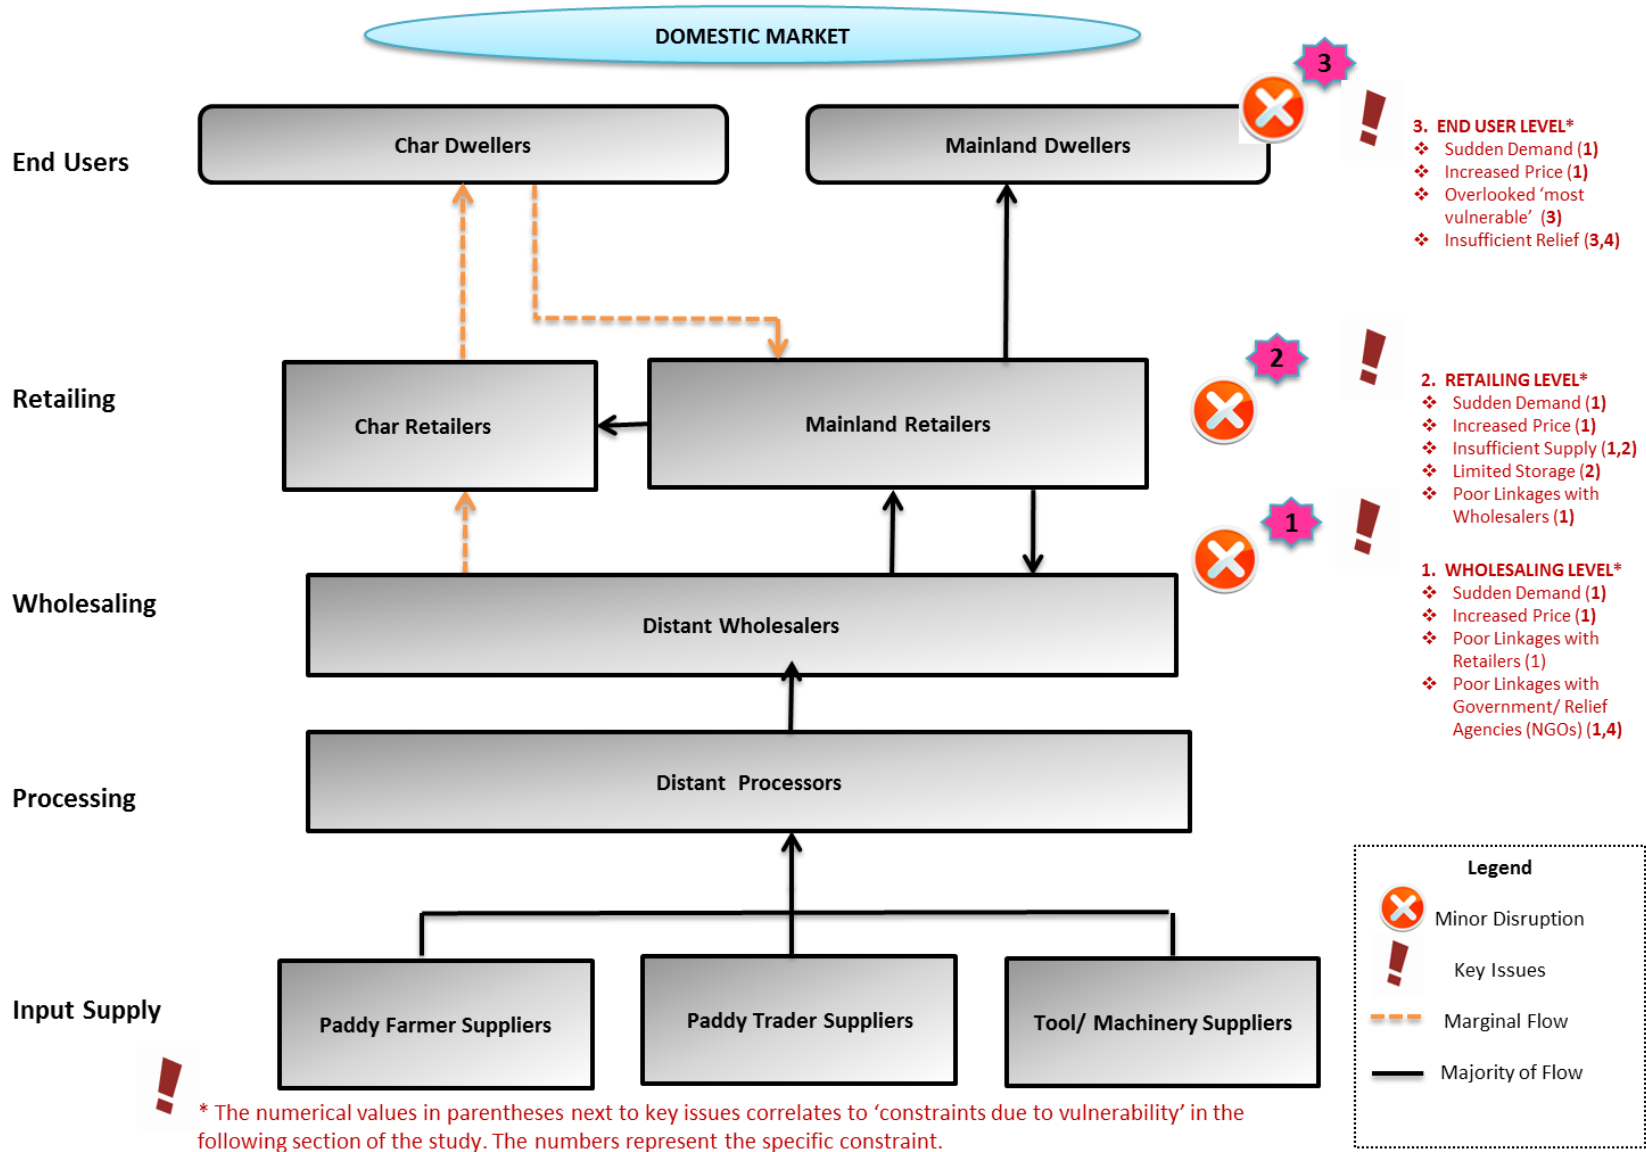 DOMESTIC MARKET
End Users
Char Dwellers
Mainland Dwellers
3
3. END USER LEVEL*
❖ Sudden Demand (1)
❖ Increased Price (1)
❖ Overlooked ‘most
vulnerable’ (3)
❖ Insufficient Relief (3,4)
Retailing
Char Retailers
Mainland Retailers
2
2. RETAILING LEVEL*
❖ Sudden Demand (1)
❖ Increased Price (1)
❖ Insufficient Supply (1,2)
❖ Limited Storage (2)
❖ Poor Linkages with
Wholesalers (1)
Wholesaling
Distant Wholesalers
1
1. WHOLESALING LEVEL*
❖ Sudden Demand (1)
❖ Increased Price (1)
❖ Poor Linkages with
Retailers (1)
❖ Poor Linkages with
Government/ Relief
Agencies (NGOs) (1,4)
Processing
Distant Processors
Input Supply
Paddy Farmer Suppliers
Paddy Trader Suppliers
Tool/ Machinery Suppliers
Legend
Minor Disruption
Key Issues
Marginal Flow
Majority of Flow
* The numerical values in parentheses next to key issues correlates to ‘constraints due to vulnerability’ in the
following section of the study. The numbers represent the specific constraint.